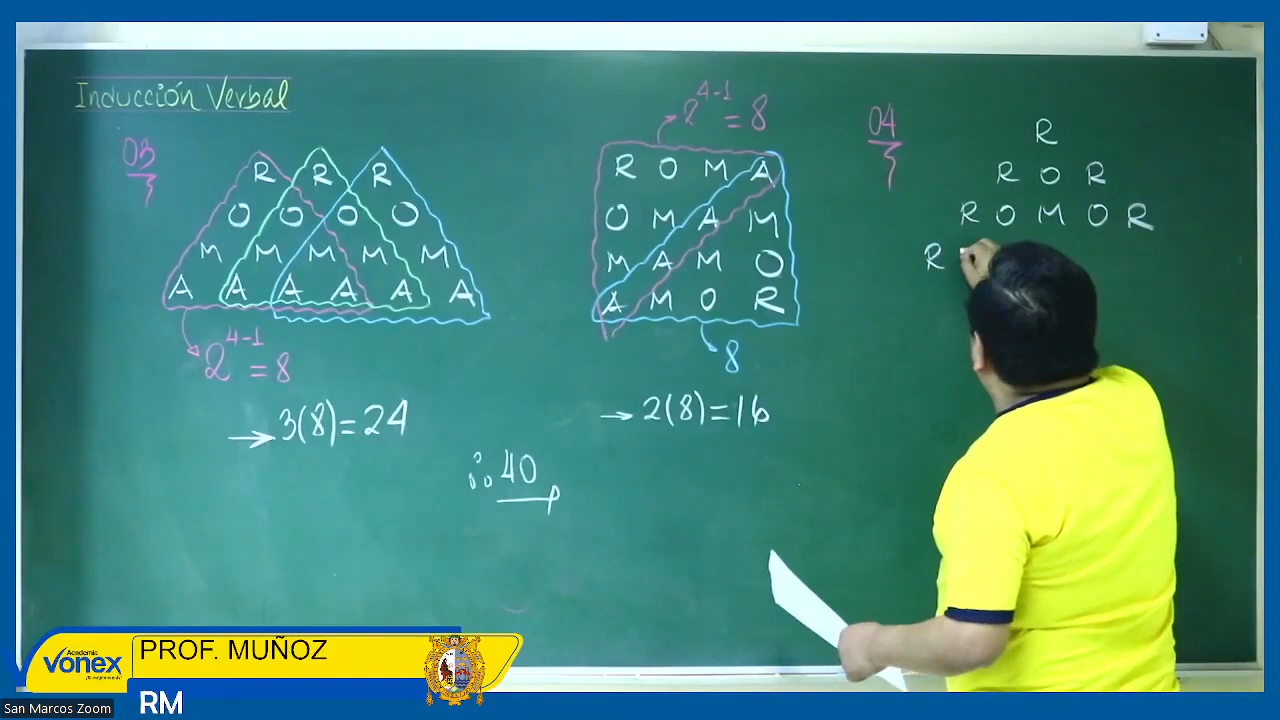 Inducción Verbal
03
R R R
O O O O
M M M M M
A A A A A A
2^4-1 = 8
→ 3(8) = 24
2^4-1 = 8
R O M A
O M A M
M A M O
A M O R
8
→ 2(8) = 16
∴ 40
04
R
R O R
R O M O R
R
Academia
vonex
PROF. MUÑOZ
RM
San Marcos Zoom